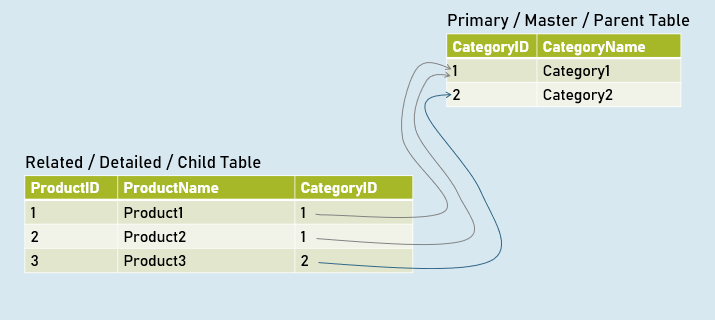 Primary / Master / Parent Table
CategoryID CategoryName
1 Category1
2 Category2
Related / Detailed / Child Table
ProductID ProductName CategoryID
1 Product1 1
2 Product2 1
3 Product3 2